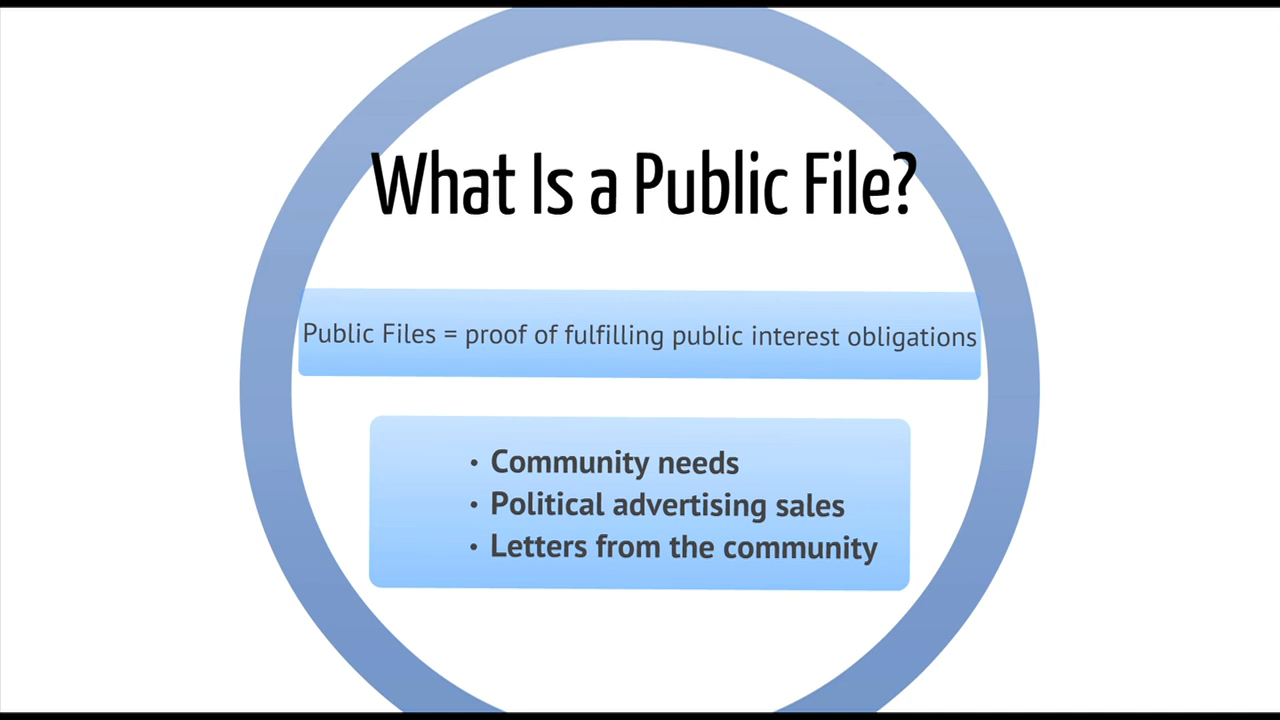 What Is a Public File?
Public Files = proof of fulfilling public interest obligations
• Community needs
• Political advertising sales
• Letters from the community